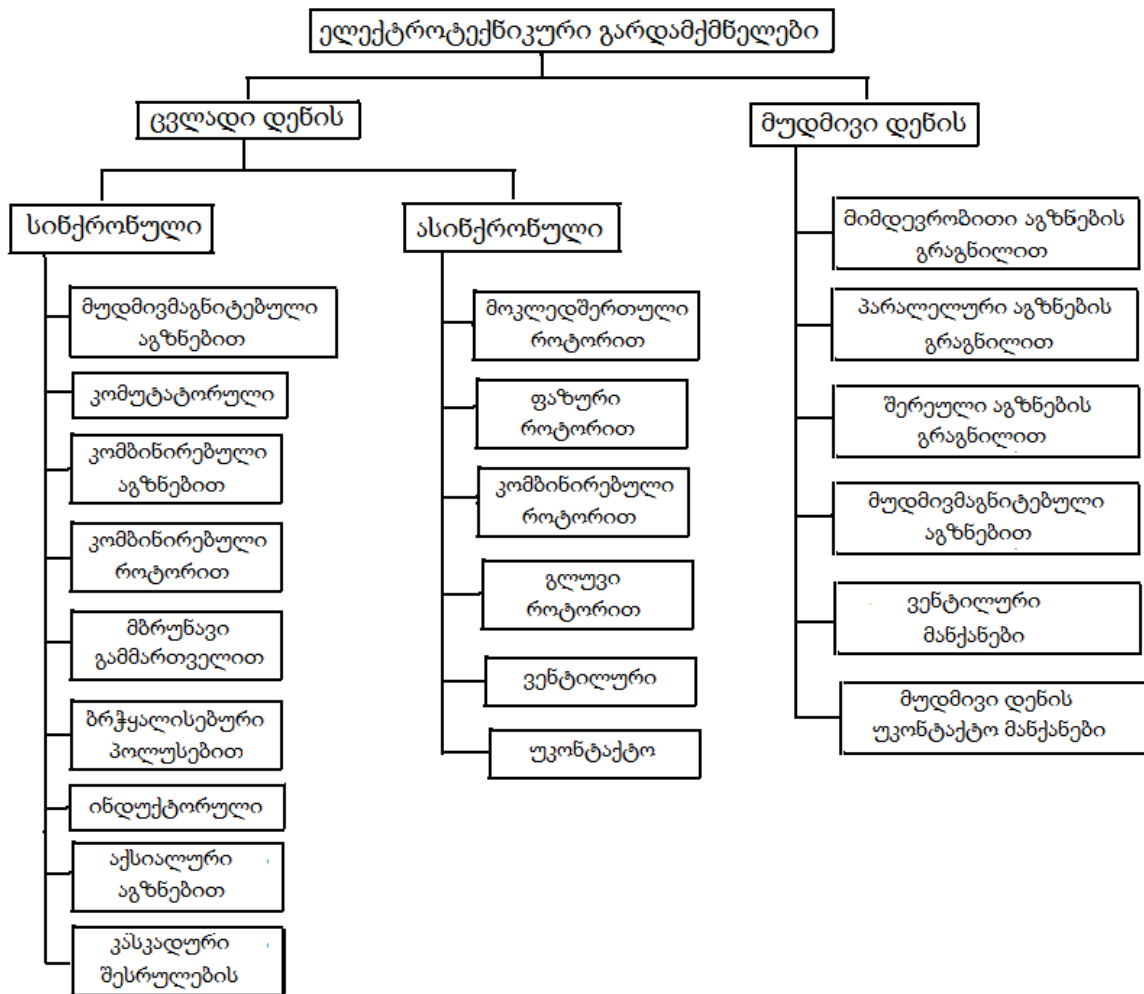 ელექტროტექნიკური გარდამქმნელები
ცვლადი დენის
მუდმივი დენის
სინქრონული
ასინქრონული
მუდმივმაგნიტებული
აგზნებით
კომუტატორული
კომბინირებული
აგზნებით
კომბინირებული
როტორით
მბრუნავი
გამმართველით
ბრჭყალისებური
პოლუსებით
ინდუქტორული
აქსიალური
აგზნებით
კასკადური
შესრულების
მოკლედშერთული
როტორით
ფაზური
როტორით
კომბინირებული
როტორით
გლუვი
როტორით
ვენტილური
უკონტაქტო
მიმდევრობითი აგზნების
გრაგნილით
პარალელური აგზნების
გრაგნილით
შერეული აგზნების
გრაგნილით
მუდმივმაგნიტებული
აგზნებით
ვენტილური
მანქანები
მუდმივი დენის
უკონტაქტო მანქანები